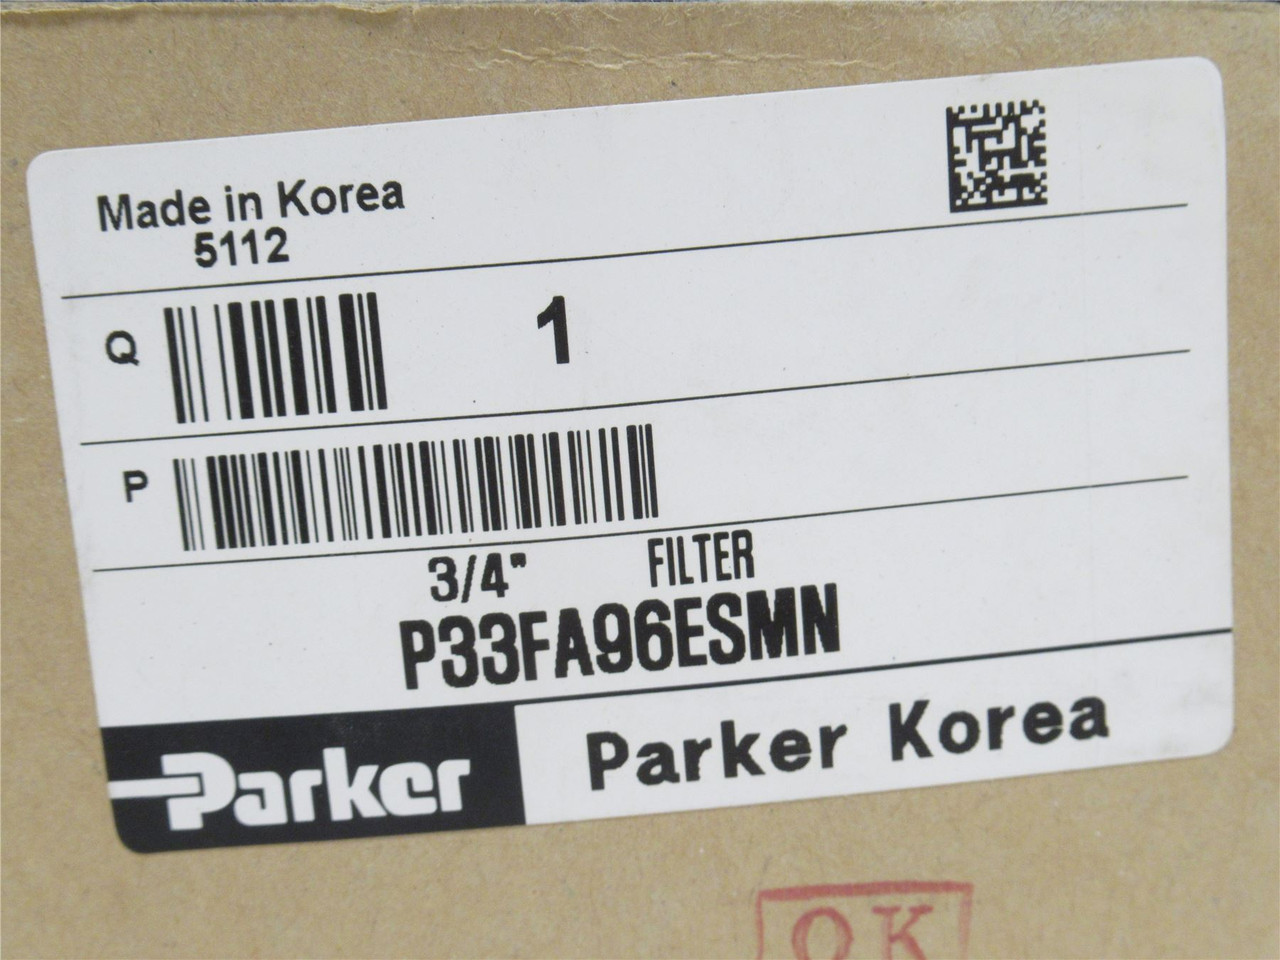 Made in Korea
5112
Q 1
P
3/4" FILTER
P33FA96ESMN
Parker Parker Korea
OK